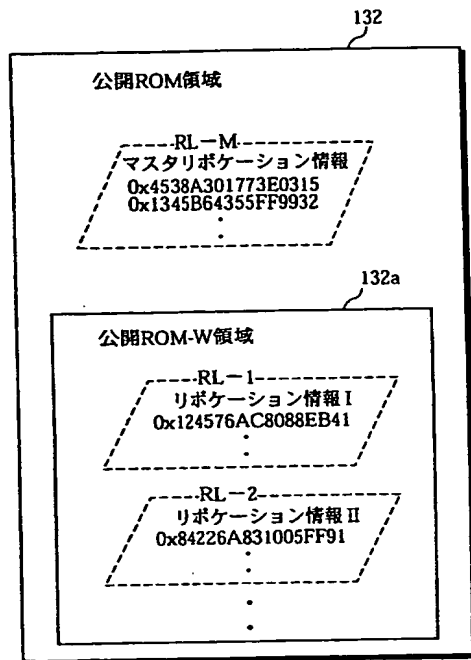 132
公開ROM領域
RL-M
マスタリボケーション情報
0x4538A301773E0315
0x1345B64355FF9932
132a
公開ROM-W領域
RL-1
リボケーション情報I
0x124576AC8088EB41
RL-2
リボケーション情報II
0x84226A831005FF91